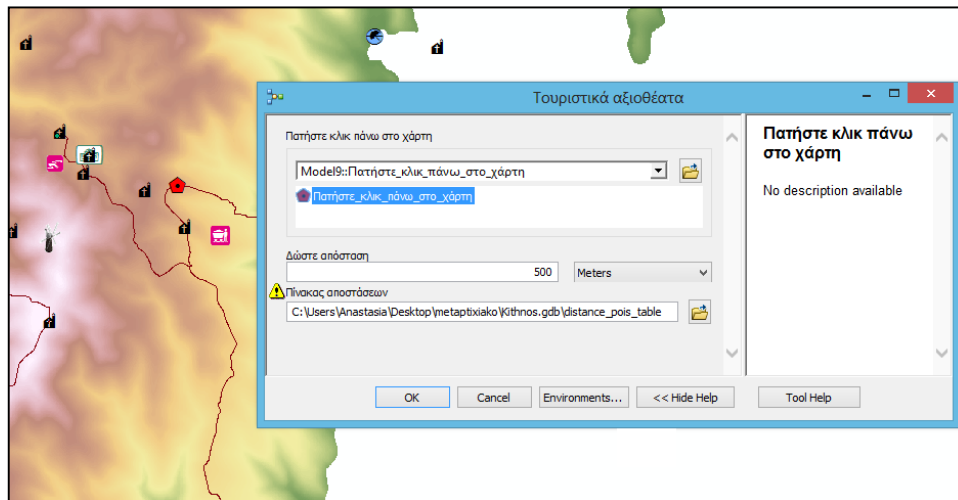 Τουριστικά αξιοθέατα
Πατήστε κλικ πάνω στο χάρτη
Model9::Πατήστε_κλικ_πάνω_στο_χάρτη
Πατήστε_κλικ_πάνω_στο_χάρτη
Δώστε απόσταση
500 Meters
Πίνακας αποστάσεων
C:\Users\Anastasia\Desktop\metaptixiako\Kithnos.gdb\distance_pois_table
OK Cancel Environments... << Hide Help
Πατήστε κλικ πάνω
στο χάρτη
No description available
Tool Help